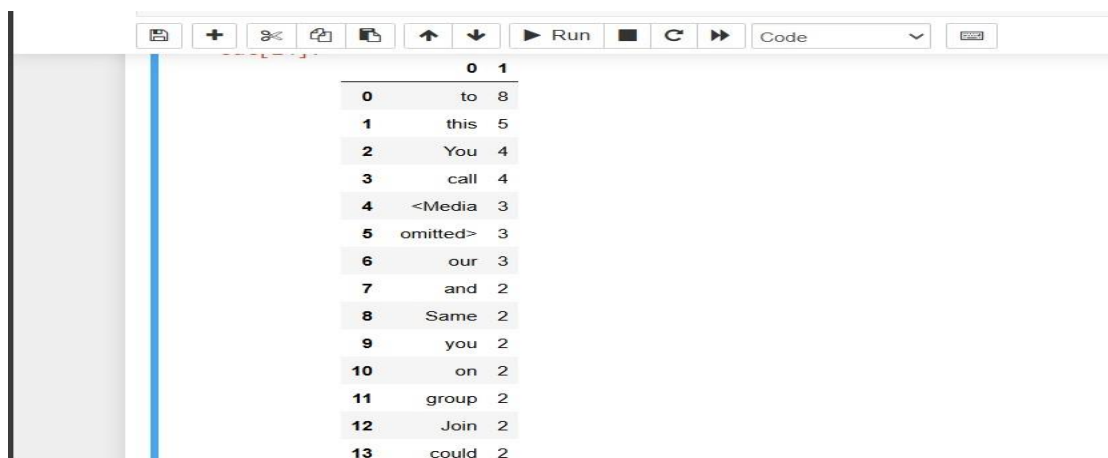 Run Code
0 1
0 to 8
1 this 5
2 You 4
3 call 4
4 <Media 3
5 omitted> 3
6 our 3
7 and 2
8 Same 2
9 you 2
10 on 2
11 group 2
12 Join 2
13 could 2